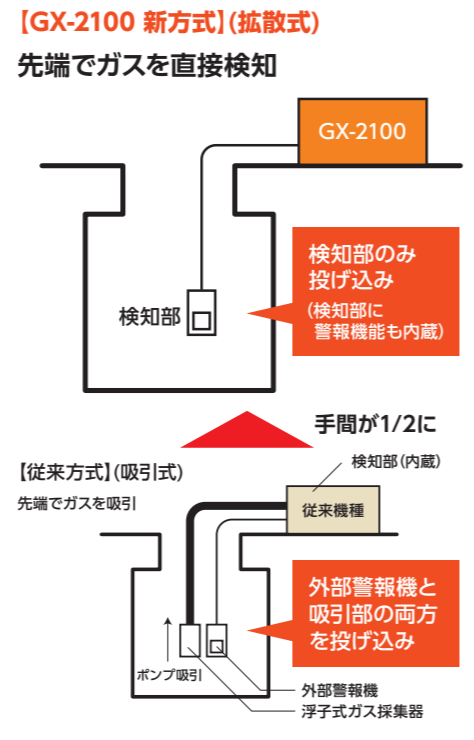 【GX-2100 新方式】(拡散式)
先端でガスを直接検知
GX-2100
検知部のみ
投げ込み
(検知部に
警報機能も内蔵)
検知部
手間が1/2に
【従来方式】(吸引式)
先端でガスを吸引
検知部(内蔵)
従来機種
外部警報機と
吸引部の両方
を投げ込み
ポンプ吸引
外部警報機
浮子式ガス採集器